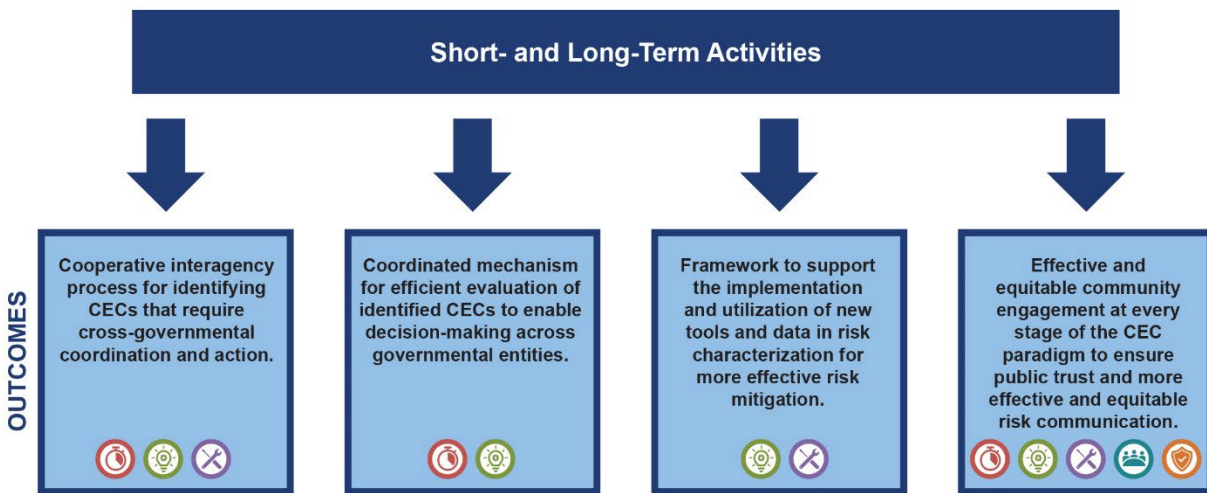 Short- and Long-Term Activities
OUTCOMES
Cooperative interagency
process for identifying
CECs that require
cross-governmental
coordination and action.
Coordinated mechanism
for efficient evaluation of
identified CECs to enable
decision-making across
governmental entities.
Framework to support
the implementation
and utilization of new
tools and data in risk
characterization for
more effective risk
mitigation.
Effective and
equitable community
engagement at every
stage of the CEC
paradigm to ensure
public trust and more
effective and equitable
risk communication.